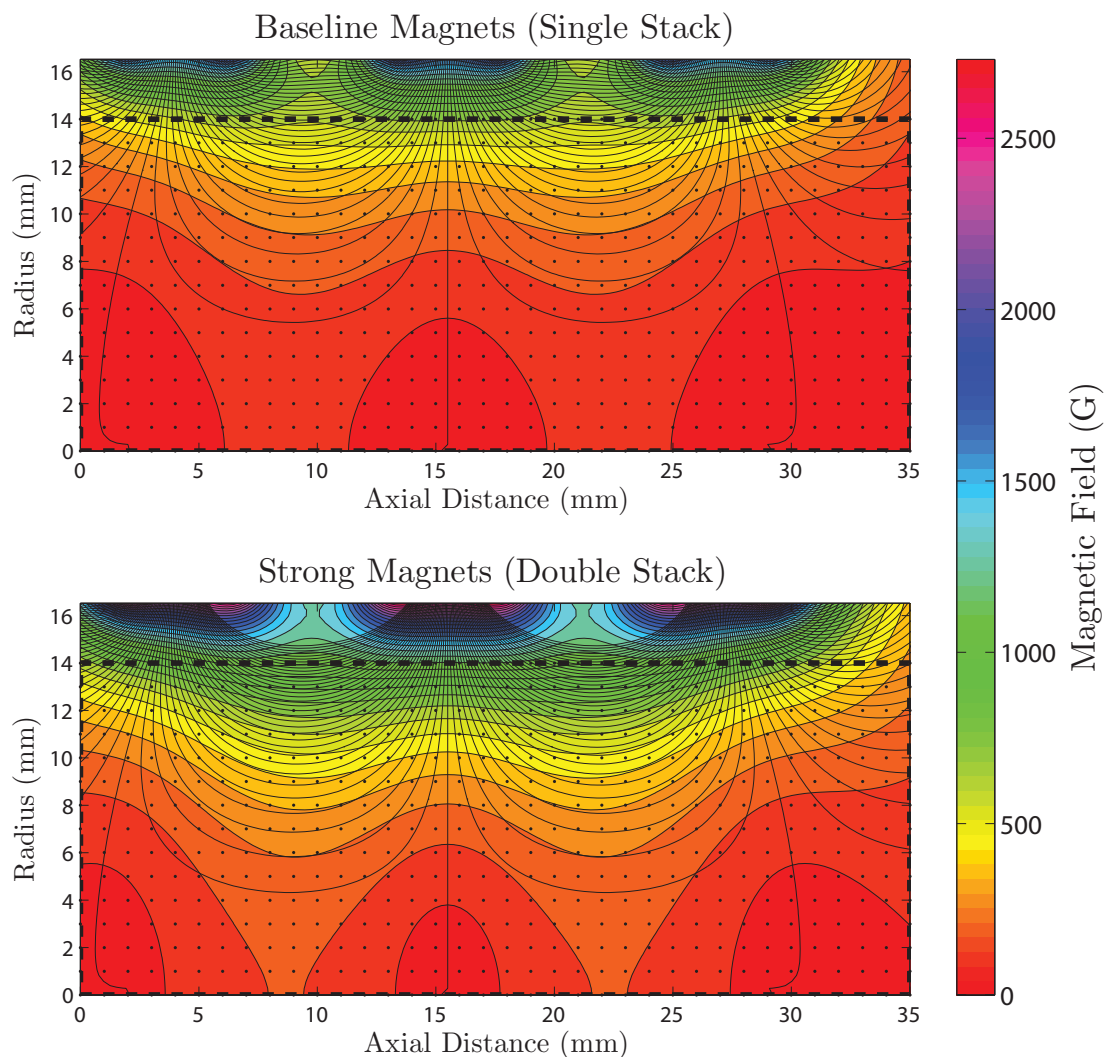 Baseline Magnets (Single Stack)
16
14
12
10
8
6
4
2
0
Radius (mm)
0 5 10 15 20 25 30 35
Axial Distance (mm)
Strong Magnets (Double Stack)
16
14
12
10
8
6
4
2
0
Radius (mm)
0 5 10 15 20 25 30 35
Axial Distance (mm)
2500
2000
1500
1000
500
0
Magnetic Field (G)